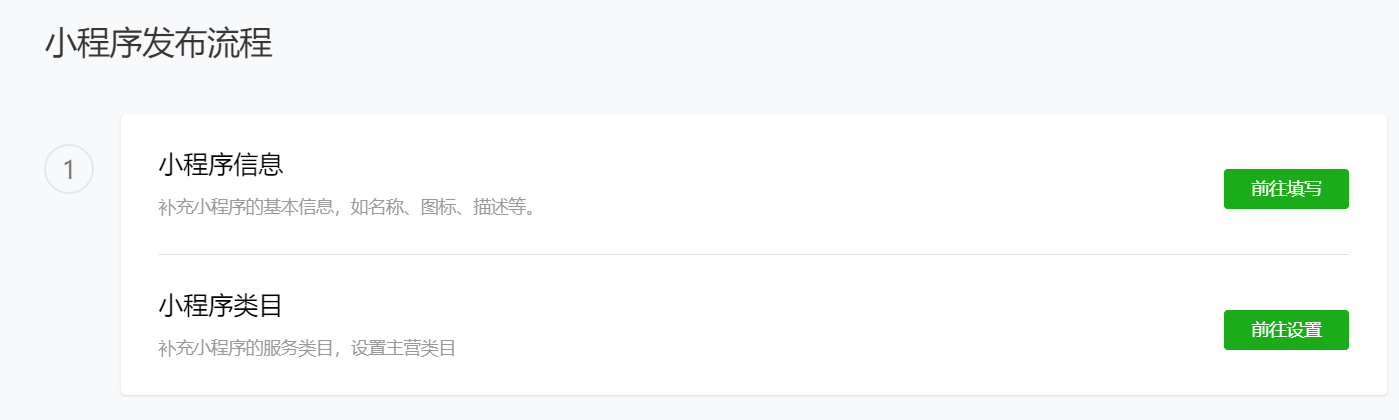 小程序发布流程
1
小程序信息
补充小程序的基本信息，如名称、图标、描述等。
前往填写
小程序类目
补充小程序的服务类目，设置主营类目
前往设置